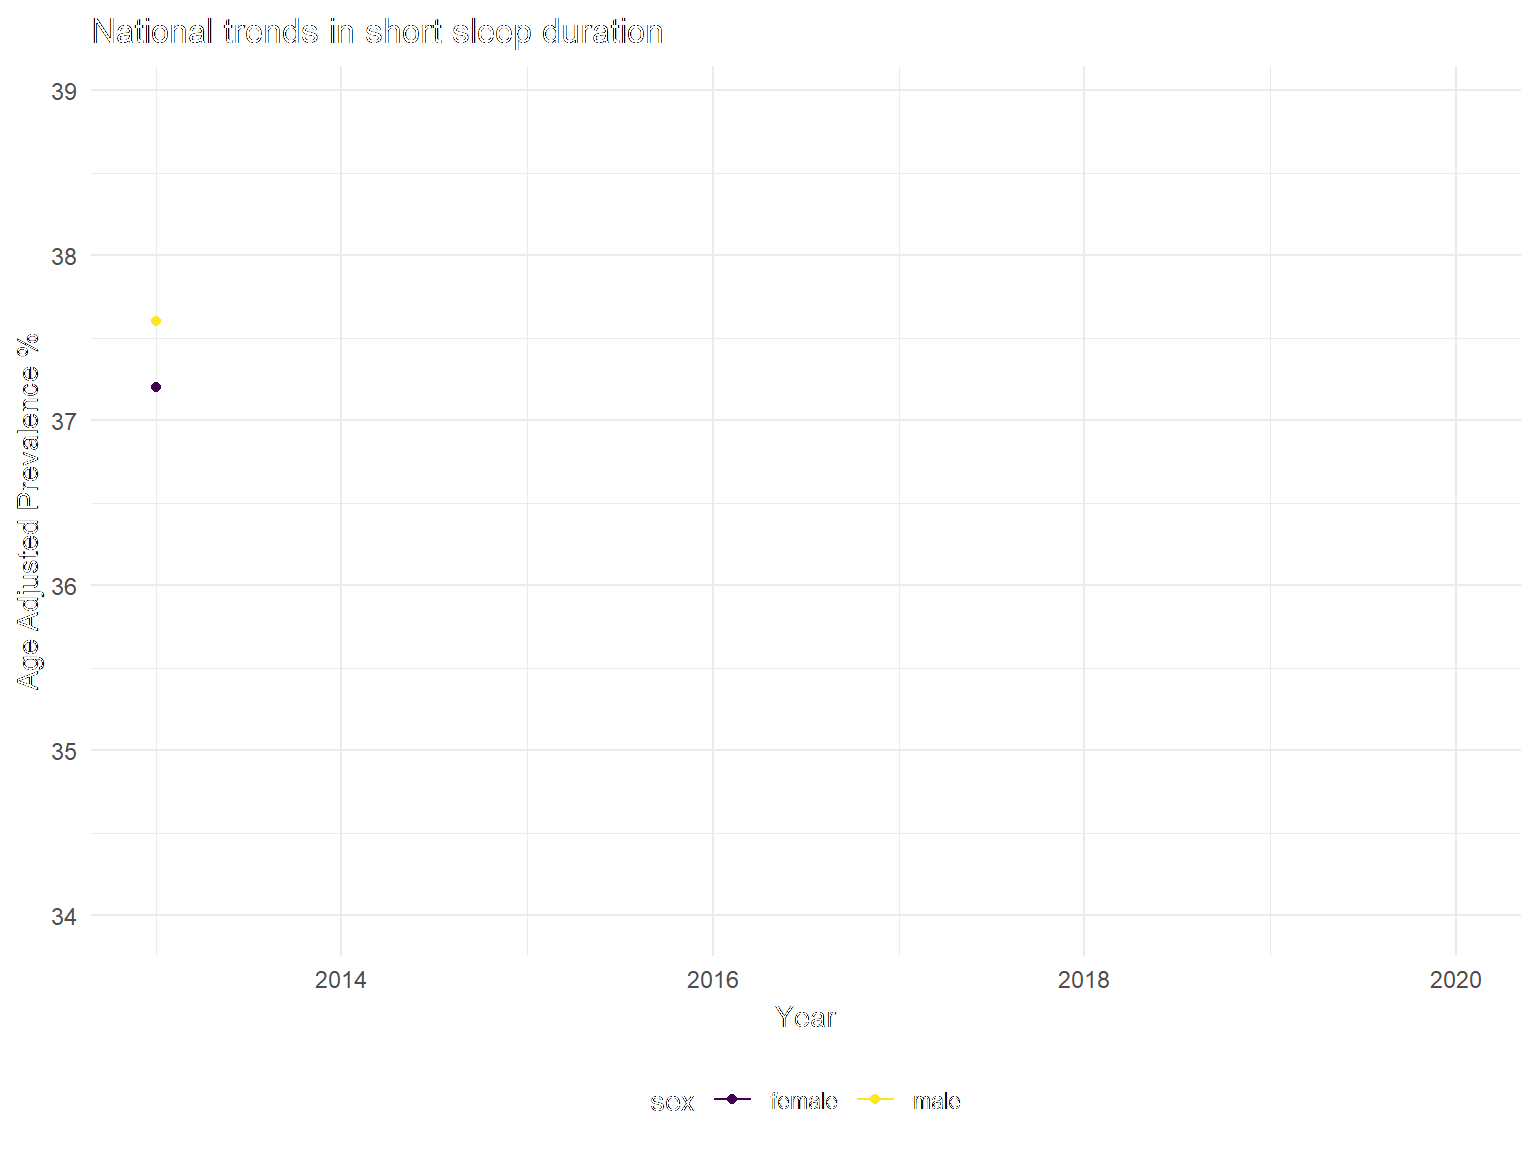 National trends in short sleep duration
39
38
37
36
35
34
Age Adjusted Prevalence %
2014 2016 2018 2020
Year
sex female male